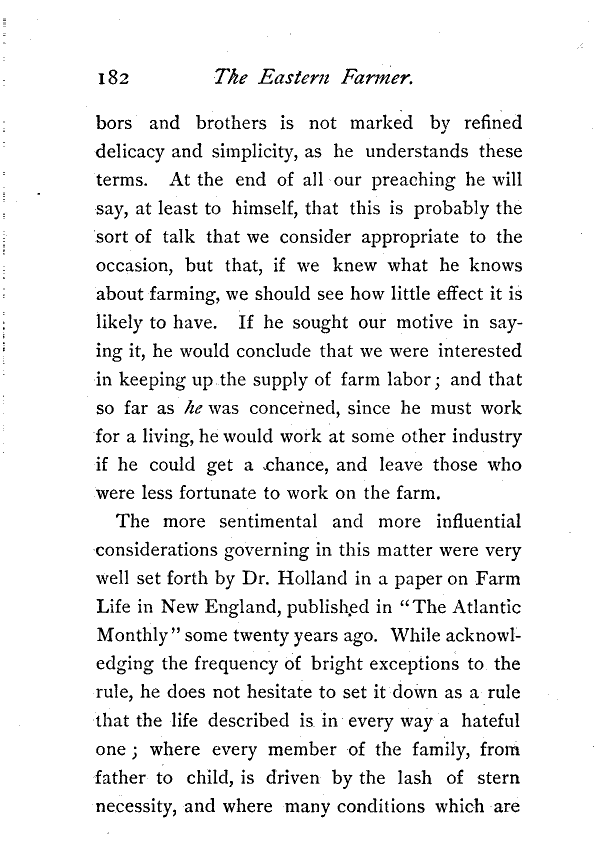 182 The Eastern Farmer.
bors and brothers is not marked by refined
delicacy and simplicity, as he understands these
terms. At the end of all our preaching he will
say, at least to himself, that this is probably the
sort of talk that we consider appropriate to the
occasion, but that, if we knew what he knows
about farming, we should see how little effect it is
likely to have. If he sought our motive in say-
ing it, he would conclude that we were interested
in keeping up the supply of farm labor; and that
so far as he was concerned, since he must work
for a living, he would work at some other industry
if he could get a chance, and leave those who
were less fortunate to work on the farm.
The more sentimental and more influential
considerations governing in this matter were very
well set forth by Dr. Holland in a paper on Farm
Life in New England, published in “The Atlantic
Monthly” some twenty years ago. While acknowl-
edging the frequency of bright exceptions to the
rule, he does not hesitate to set it down as a rule
that the life described is in every way a hateful
one; where every member of the family, from
father to child, is driven by the lash of stern
necessity, and where many conditions which are